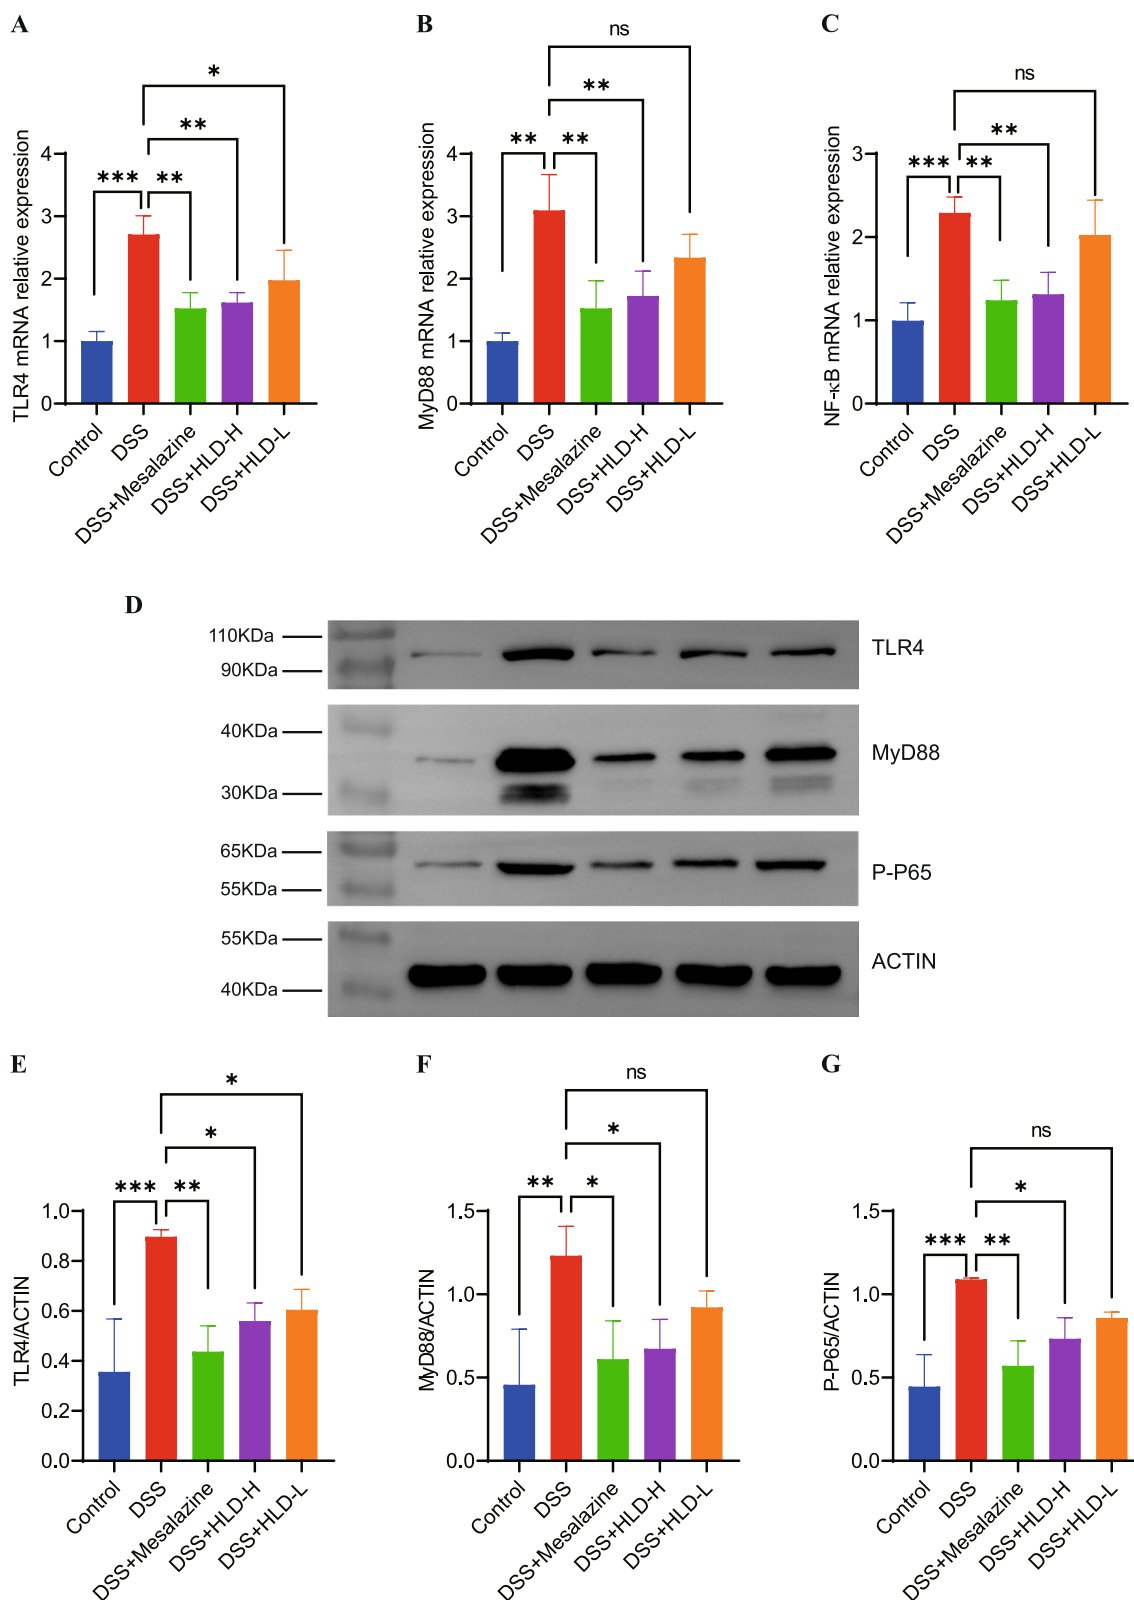 A
B
C
TLR4 mRNA relative expression
4
3
2
1
0
***
**
**
*
Control
DSS
DSS+Mesalazine
DSS+HLD-H
DSS+HLD-L
MyD88 mRNA relative expression
4
3
2
1
0
**
**
**
ns
Control
DSS
DSS+Mesalazine
DSS+HLD-H
DSS+HLD-L
NF-κB mRNA relative expression
3
2
1
0
***
**
**
ns
Control
DSS
DSS+Mesalazine
DSS+HLD-H
DSS+HLD-L
D
110KDa
90KDa
TLR4
40KDa
30KDa
MyD88
65KDa
55KDa
P-P65
55KDa
40KDa
ACTIN
E
F
G
TLR4/ACTIN
1.0
0.8
0.6
0.4
0.2
0.0
***
**
*
*
Control
DSS
DSS+Mesalazine
DSS+HLD-H
DSS+HLD-L
MyD88/ACTIN
1.5
1.0
0.5
0.0
**
*
*
ns
Control
DSS
DSS+Mesalazine
DSS+HLD-H
DSS+HLD-L
P-P65/ACTIN
1.5
1.0
0.5
0.0
***
**
*
ns
Control
DSS
DSS+Mesalazine
DSS+HLD-H
DSS+HLD-L